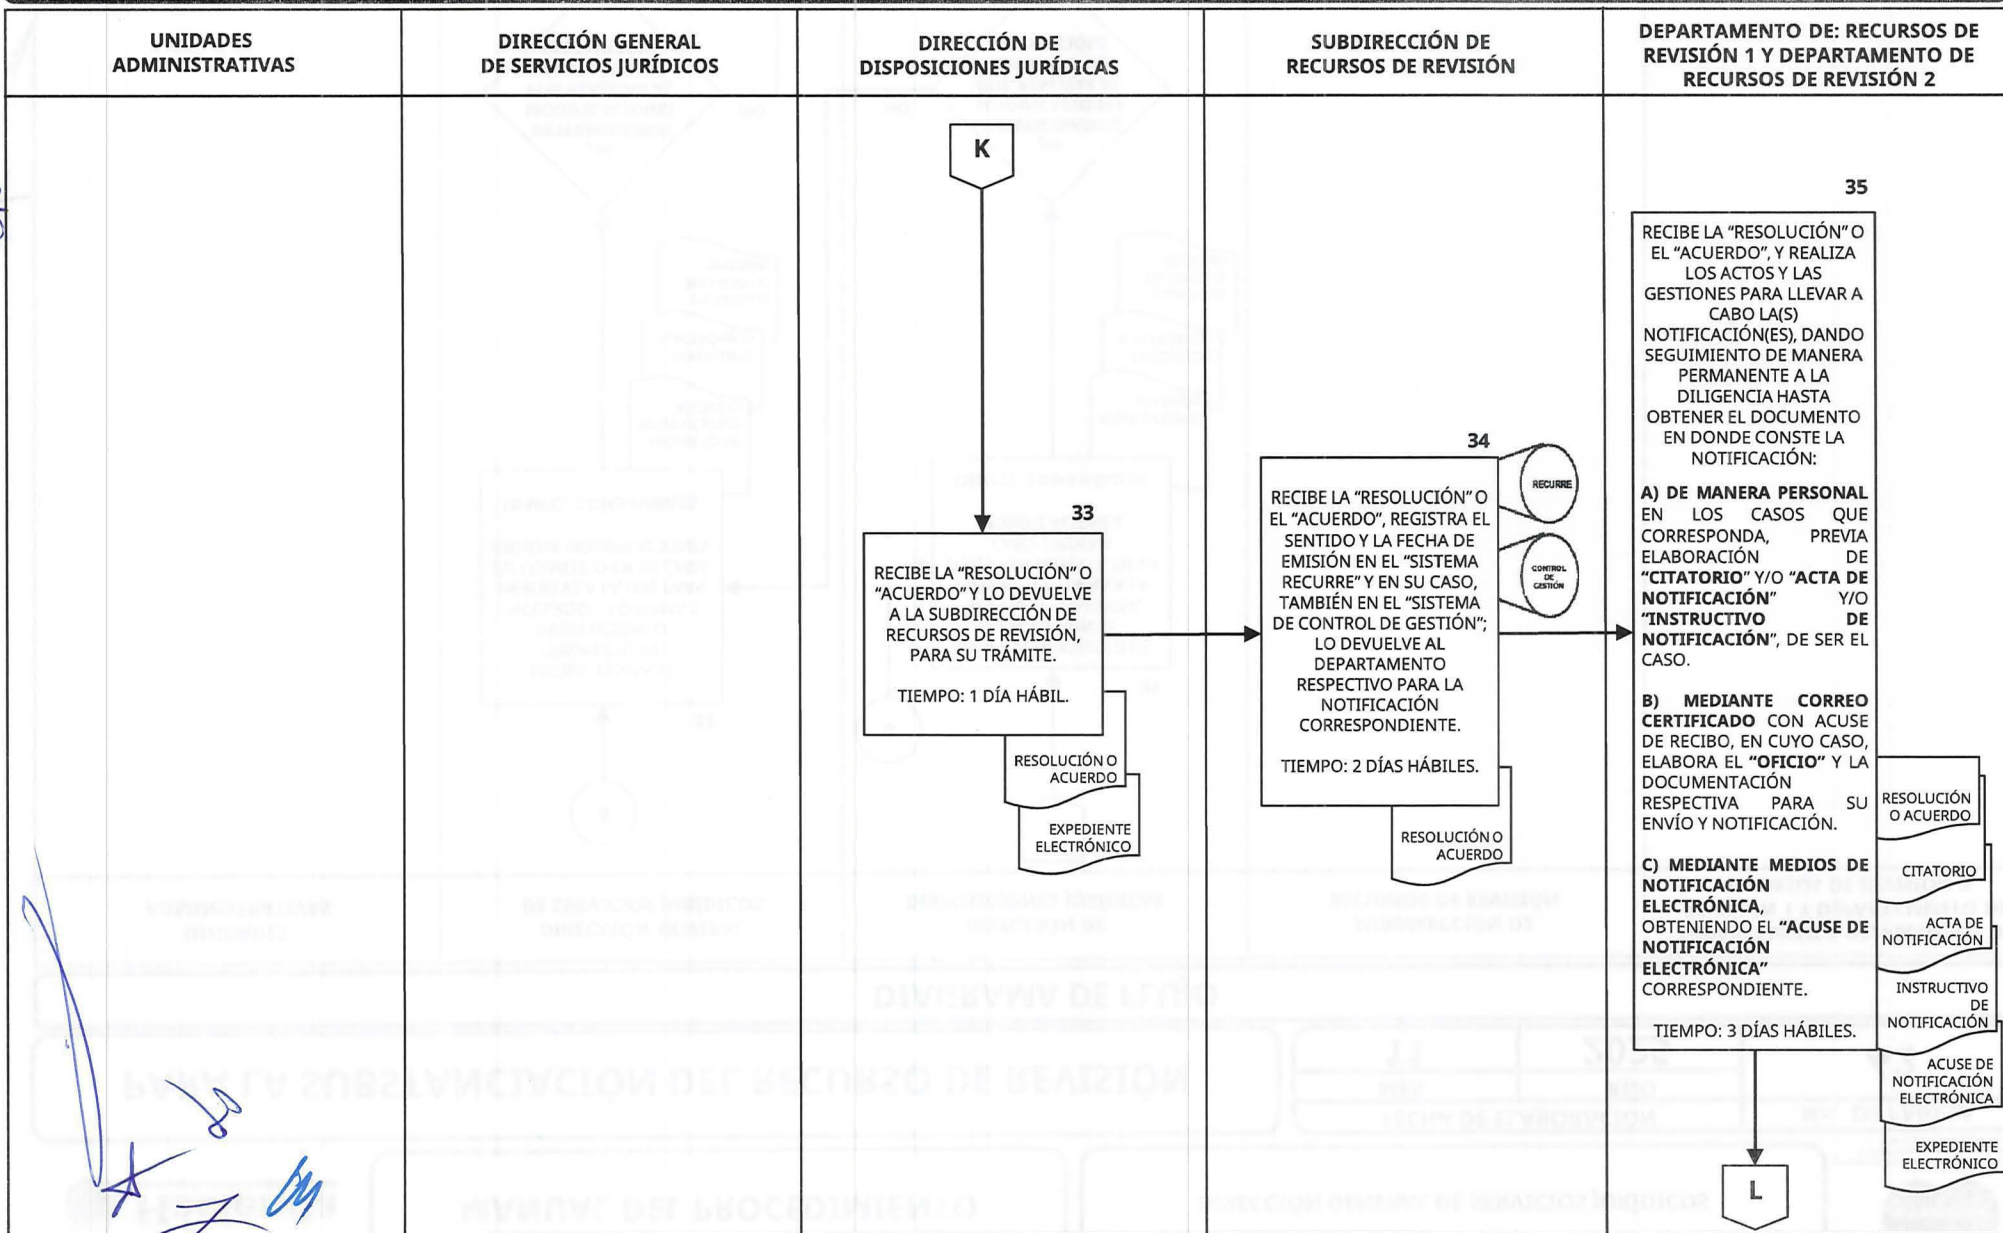 UNIDADES
ADMINISTRATIVAS
DIRECCIÓN GENERAL
DE SERVICIOS JURÍDICOS
DIRECCIÓN DE
DISPOSICIONES JURÍDICAS
SUBDIRECCIÓN DE
RECURSOS DE REVISIÓN
DEPARTAMENTO DE: RECURSOS DE
REVISIÓN 1 Y DEPARTAMENTO DE
RECURSOS DE REVISIÓN 2
K
33
RECIBE LA “RESOLUCIÓN” O
“ACUERDO” Y LO DEVUELVE
A LA SUBDIRECCIÓN DE
RECURSOS DE REVISIÓN,
PARA SU TRÁMITE.
TIEMPO: 1 DÍA HÁBIL.
RESOLUCIÓN O
ACUERDO
EXPEDIENTE
ELECTRÓNICO
34
RECURRE
CONTROL
DE
GESTIÓN
RECIBE LA “RESOLUCIÓN” O
EL “ACUERDO”, REGISTRA EL
SENTIDO Y LA FECHA DE
EMISIÓN EN EL “SISTEMA
RECURRE” Y EN SU CASO,
TAMBIÉN EN EL “SISTEMA
DE CONTROL DE GESTIÓN”;
LO DEVUELVE AL
DEPARTAMENTO
RESPECTIVO PARA LA
NOTIFICACIÓN
CORRESPONDIENTE.
TIEMPO: 2 DÍAS HÁBILES.
RESOLUCIÓN O
ACUERDO
35
RECIBE LA “RESOLUCIÓN” O
EL “ACUERDO”, Y REALIZA
LOS ACTOS Y LAS
GESTIONES PARA LLEVAR A
CABO LA(S)
NOTIFICACIÓN(ES), DANDO
SEGUIMIENTO DE MANERA
PERMANENTE A LA
DILIGENCIA HASTA
OBTENER EL DOCUMENTO
EN DONDE CONSTE LA
NOTIFICACIÓN:
A) DE MANERA PERSONAL
EN LOS CASOS QUE
CORRESPONDA, PREVIA
ELABORACIÓN DE
“CITATORIO” Y/O “ACTA DE
NOTIFICACIÓN” Y/O
“INSTRUCTIVO DE
NOTIFICACIÓN”, DE SER EL
CASO.
B) MEDIANTE CORREO
CERTIFICADO CON ACUSE
DE RECIBO, EN CUYO CASO,
ELABORA EL “OFICIO” Y LA
DOCUMENTACIÓN
RESPECTIVA PARA SU
ENVÍO Y NOTIFICACIÓN.
C) MEDIANTE MEDIOS DE
NOTIFICACIÓN
ELECTRÓNICA,
OBTENIENDO EL “ACUSE DE
NOTIFICACIÓN
ELECTRÓNICA”
CORRESPONDIENTE.
TIEMPO: 3 DÍAS HÁBILES.
RESOLUCIÓN
O ACUERDO
CITATORIO
ACTA DE
NOTIFICACIÓN
INSTRUCTIVO
DE
NOTIFICACIÓN
ACUSE DE
NOTIFICACIÓN
ELECTRÓNICA
EXPEDIENTE
ELECTRÓNICO
L